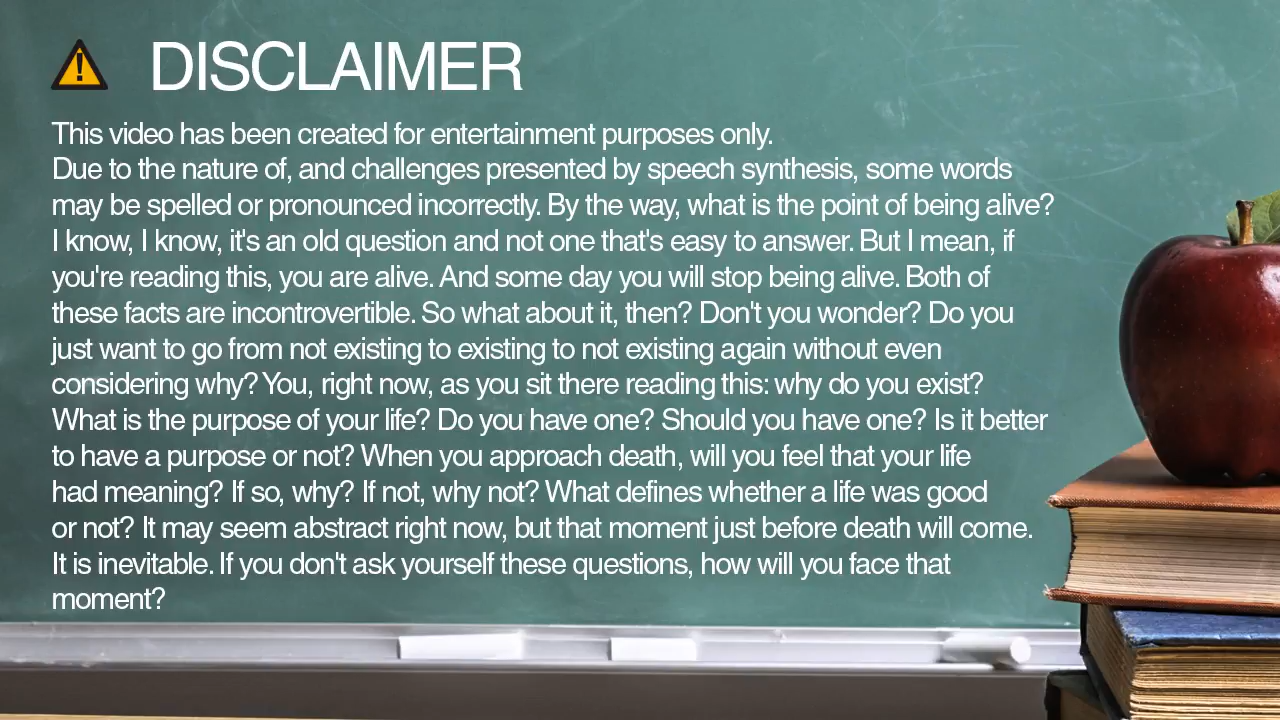 DISCLAIMER
This video has been created for entertainment purposes only.
Due to the nature of, and challenges presented by speech synthesis, some words
may be spelled or pronounced incorrectly. By the way, what is the point of being alive?
I know, I know, it's an old question and not one that's easy to answer. But I mean, if
you're reading this, you are alive. And some day you will stop being alive. Both of
these facts are incontrovertible. So what about it, then? Don't you wonder? Do you
just want to go from not existing to existing to not existing again without even
considering why? You, right now, as you sit there reading this: why do you exist?
What is the purpose of your life? Do you have one? Should you have one? Is it better
to have a purpose or not? When you approach death, will you feel that your life
had meaning? If so, why? If not, why not? What defines whether a life was good
or not? It may seem abstract right now, but that moment just before death will come.
It is inevitable. If you don't ask yourself these questions, how will you face that
moment?